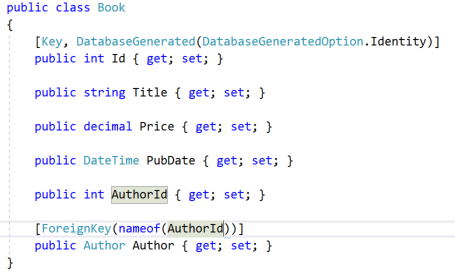 public class Book
{
[Key, DatabaseGenerated(DatabaseGeneratedOption.Identity)]
public int Id { get; set; }
public string Title { get; set; }
public decimal Price { get; set; }
public DateTime PubDate { get; set; }
public int AuthorId { get; set; }
[ForeignKey(nameof(AuthorId))]
public Author Author { get; set; }
}